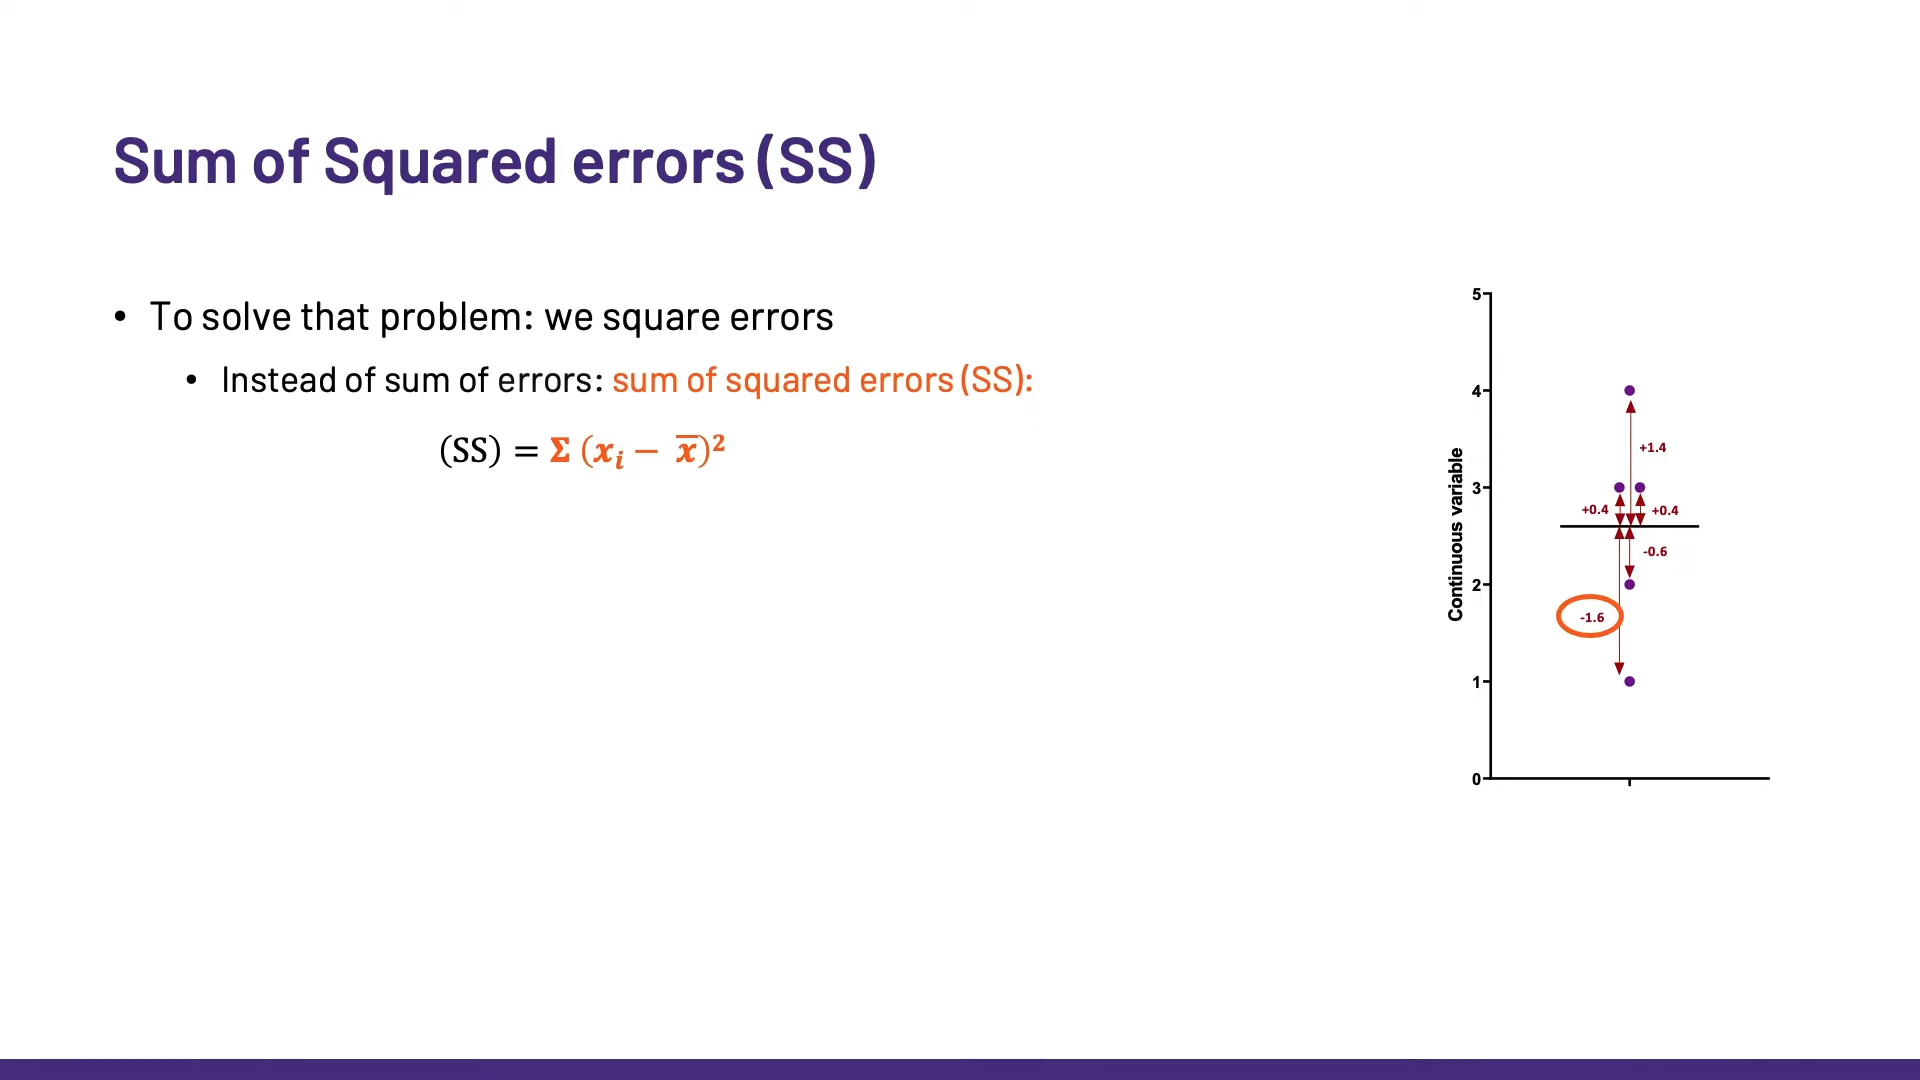 Sum of Squared errors (SS)
• To solve that problem: we square errors
• Instead of sum of errors: sum of squared errors (SS):
(SS) = Σ (xᵢ − x̅)²
Continuous variable
5
4
3
2
1
0
+1.4
+0.4
+0.4
-0.6
-1.6